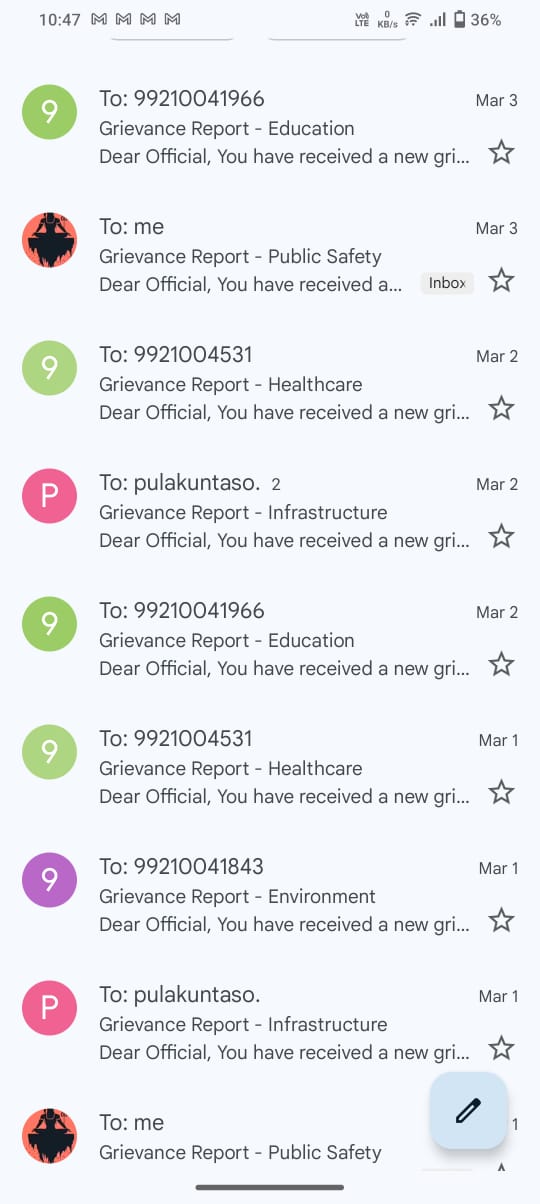 10:47 Vo) LTE 0 KB/s 36%
9 To: 99210041966 Mar 3
Grievance Report - Education
Dear Official, You have received a new gri...
To: me Mar 3
Grievance Report - Public Safety
Dear Official, You have received a... Inbox
9 To: 9921004531 Mar 2
Grievance Report - Healthcare
Dear Official, You have received a new gri...
P To: pulakuntaso. 2 Mar 2
Grievance Report - Infrastructure
Dear Official, You have received a new gri...
9 To: 99210041966 Mar 2
Grievance Report - Education
Dear Official, You have received a new gri...
9 To: 9921004531 Mar 1
Grievance Report - Healthcare
Dear Official, You have received a new gri...
9 To: 99210041843 Mar 1
Grievance Report - Environment
Dear Official, You have received a new gri...
P To: pulakuntaso. Mar 1
Grievance Report - Infrastructure
Dear Official, You have received a new gri...
To: me 1
Grievance Report - Public Safety